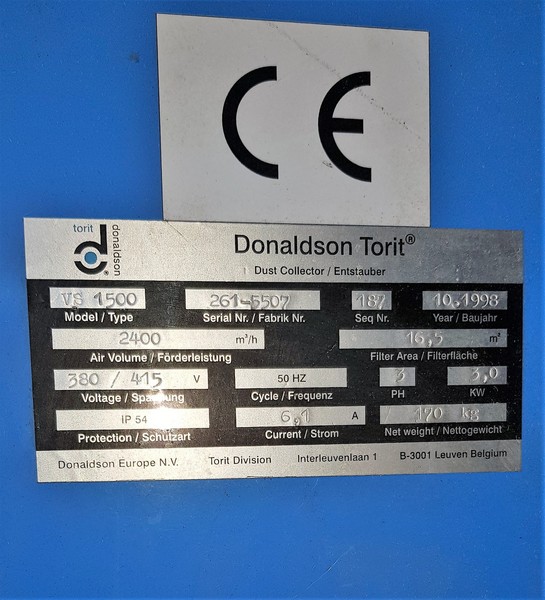 CE
torit
donaldson®
Donaldson Torit®
Dust Collector / Entstauber
VS 1500 261-5507 187 10.1998
Model / Type Serial Nr. / Fabrik Nr. Seq Nr. Year / Baujahr
2400 m³/h 16,5 m²
Air Volume / Förderleistung Filter Area / Filterfläche
380 / 415 V 50 HZ 3 3,0
Voltage / Spannung Cycle / Frequenz PH KW
IP 54 6,1 A 170 kg
Protection / Schutzart Current / Strom Net weight / Nettogewicht
Donaldson Europe N.V. Torit Division Interleuvenlaan 1 B-3001 Leuven Belgium